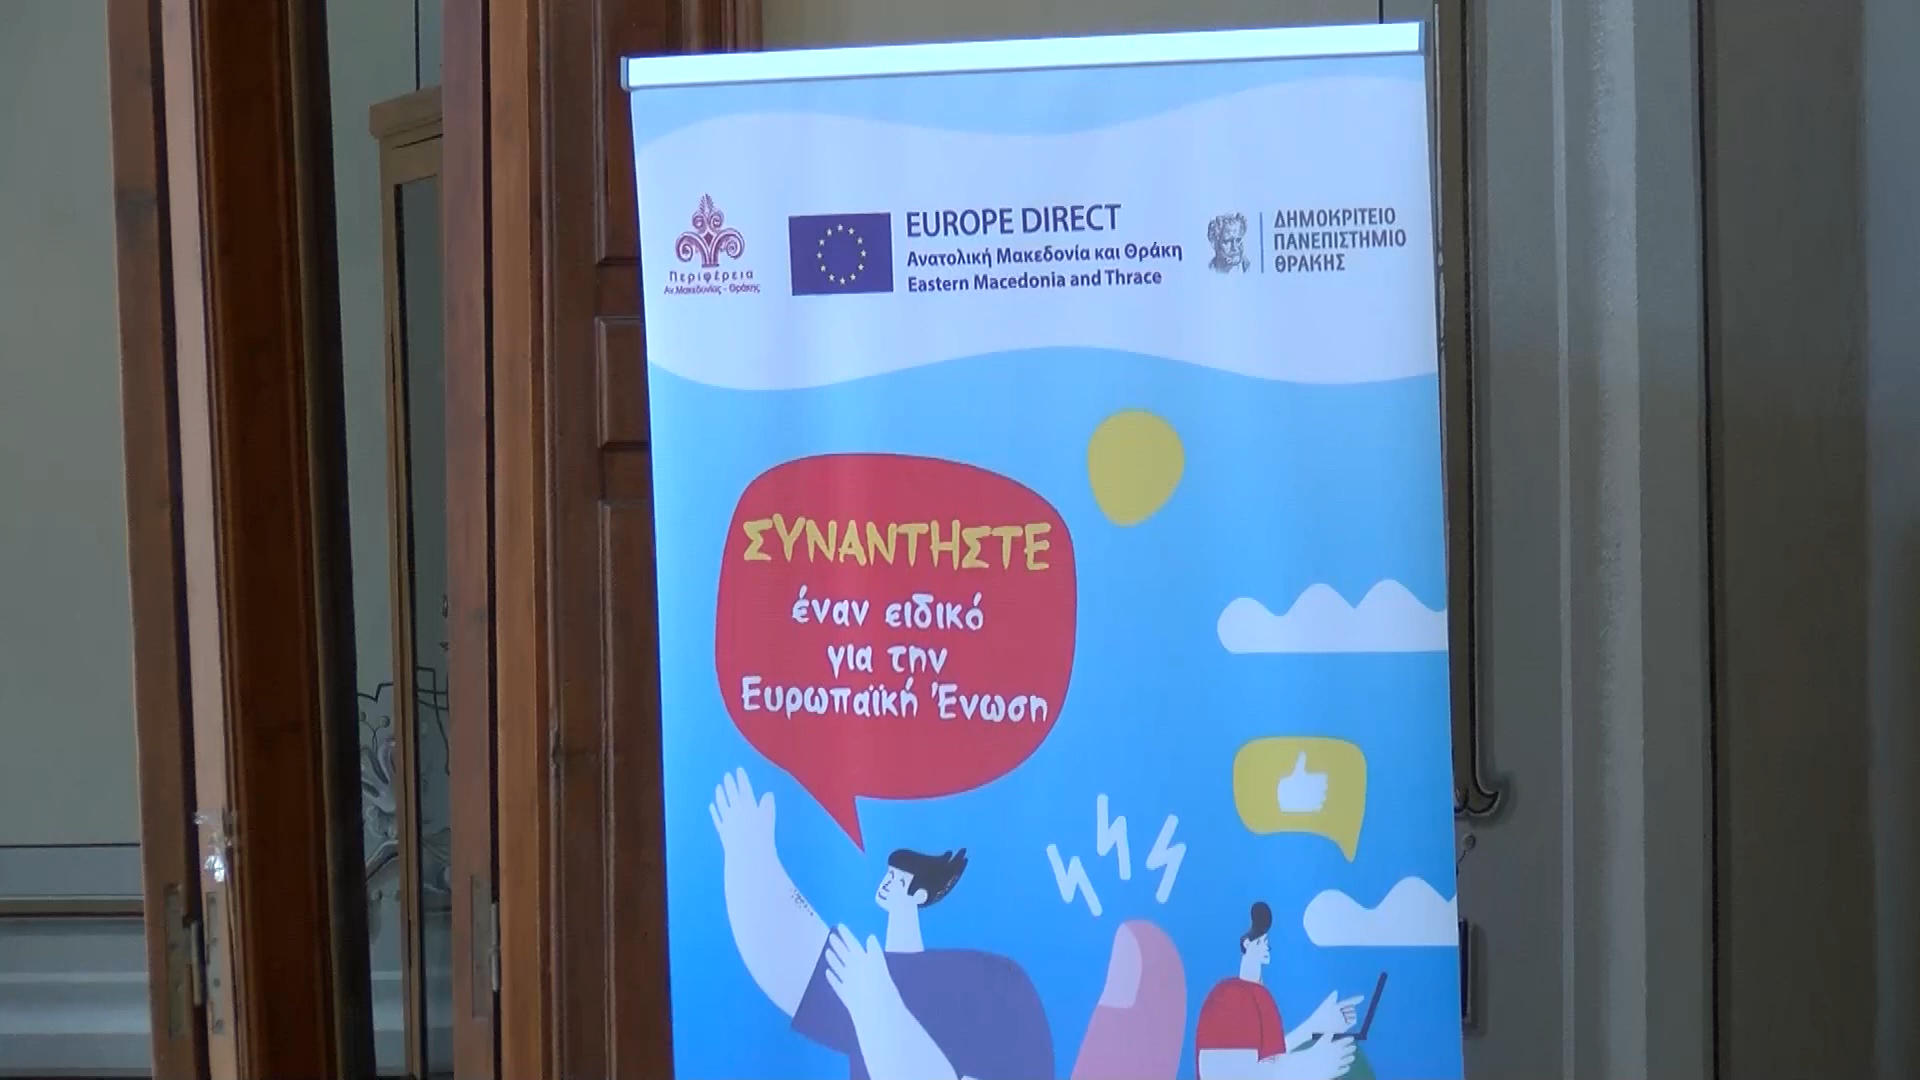 Περιφέρεια
Αν. Μακεδονίας - Θράκης
EUROPE DIRECT
Ανατολική Μακεδονία και Θράκη
Eastern Macedonia and Thrace
ΔΗΜΟΚΡΙΤΕΙΟ
ΠΑΝΕΠΙΣΤΗΜΙΟ
ΘΡΑΚΗΣ
ΣΥΝΑΝΤΗΣΤΕ
έναν ειδικό
για την
Ευρωπαϊκή Ένωση